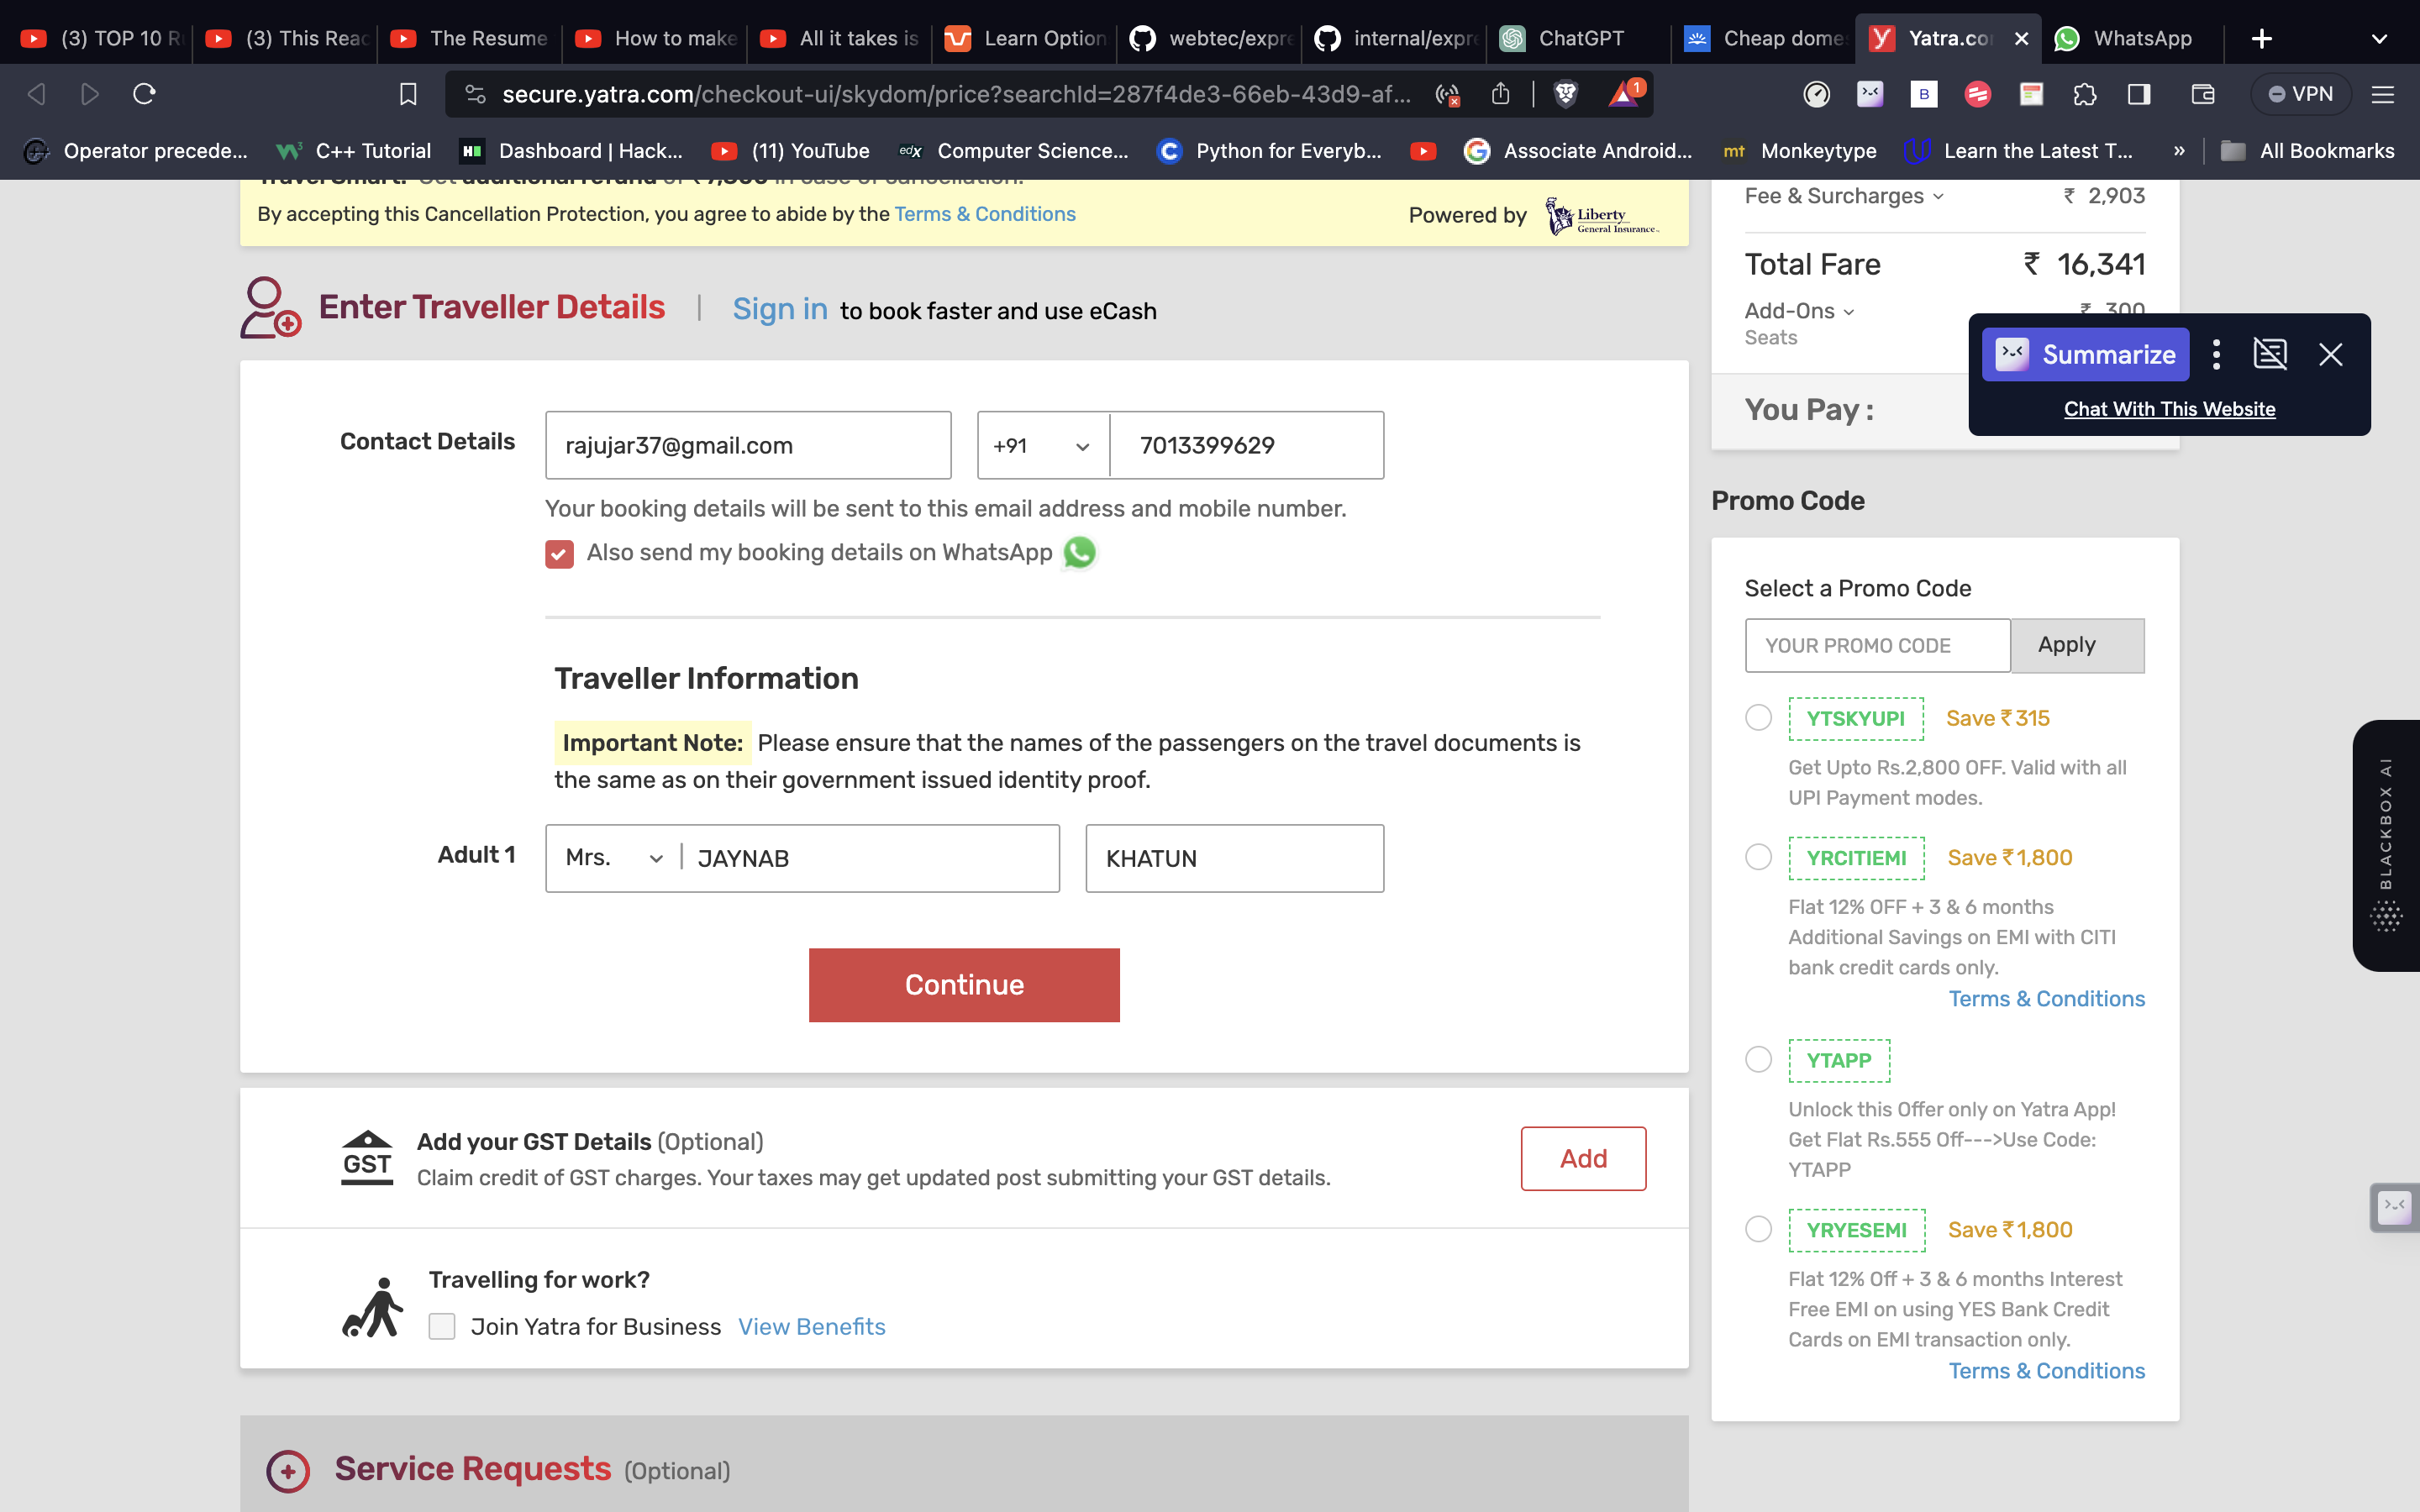 (3) TOP 10 R
(3) This Reac
The Resume
How to make
All it takes is
Learn Option
webtec/expre
internal/expre
ChatGPT
Cheap dome
Yatra.co
WhatsApp
secure.yatra.com/checkout-ui/skydom/price?searchId=287f4de3-66eb-43d9-af...
1
VPN
Operator precede...
C++ Tutorial
Dashboard | Hack...
(11) YouTube
Computer Science...
Python for Everyb...
Associate Android...
mt Monkeytype
Learn the Latest T...
»
All Bookmarks
Travel Smart: Get additional refund of in case of cancellation.
By accepting this Cancellation Protection, you agree to abide by the Terms & Conditions
Powered by Liberty General Insurance
Enter Traveller Details | Sign in to book faster and use eCash
Contact Details
rajujar37@gmail.com
+91
7013399629
Your booking details will be sent to this email address and mobile number.
Also send my booking details on WhatsApp
Traveller Information
Important Note: Please ensure that the names of the passengers on the travel documents is
the same as on their government issued identity proof.
Adult 1
Mrs.
JAYNAB
KHATUN
Continue
GST
Add your GST Details (Optional)
Claim credit of GST charges. Your taxes may get updated post submitting your GST details.
Add
Travelling for work?
Join Yatra for Business View Benefits
Service Requests (Optional)
Fee & Surcharges ₹ 2,903
Total Fare ₹ 16,341
Add-Ons ₹ 300
Seats
You Pay :
Summarize
Chat With This Website
Promo Code
Select a Promo Code
YOUR PROMO CODE
Apply
YTSKYUPI Save ₹315
Get Upto Rs.2,800 OFF. Valid with all
UPI Payment modes.
YRCITIEMI Save ₹1,800
Flat 12% OFF + 3 & 6 months
Additional Savings on EMI with CITI
bank credit cards only.
Terms & Conditions
YTAPP
Unlock this Offer only on Yatra App!
Get Flat Rs.555 Off--->Use Code:
YTAPP
YRYESEMI Save ₹1,800
Flat 12% Off + 3 & 6 months Interest
Free EMI on using YES Bank Credit
Cards on EMI transaction only.
Terms & Conditions
BLACKBOX AI